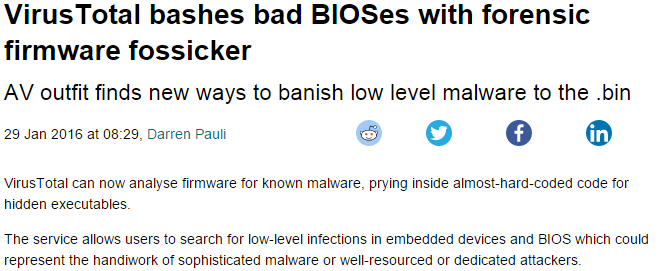 VirusTotal bashes bad BIOSes with forensic
firmware fossicker
AV outfit finds new ways to banish low level malware to the .bin
29 Jan 2016 at 08:29, Darren Pauli
VirusTotal can now analyse firmware for known malware, prying inside almost-hard-coded code for
hidden executables.
The service allows users to search for low-level infections in embedded devices and BIOS which could
represent the handiwork of sophisticated malware or well-resourced or dedicated attackers.